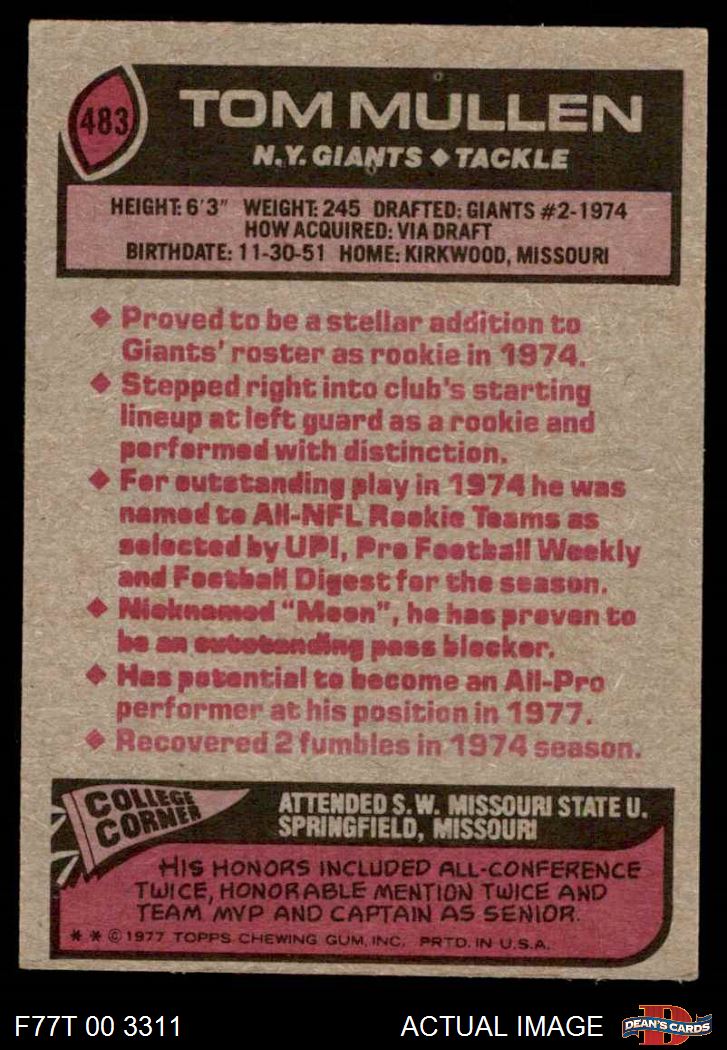 483
TOM MULLEN
N.Y. GIANTS ◆ TACKLE
HEIGHT: 6'3" WEIGHT: 245 DRAFTED: GIANTS #2-1974
HOW ACQUIRED: VIA DRAFT
BIRTHDATE: 11-30-51 HOME: KIRKWOOD, MISSOURI
◆ Proved to be a stellar addition to
Giants' roster as rookie in 1974.
◆ Stepped right into club's starting
lineup at left guard as a rookie and
performed with distinction.
◆ For outstanding play in 1974 he was
named to All-NFL Rookie Teams as
selected by UPI, Pro Football Weekly
and Football Digest for the season.
◆ Nicknamed "Moon", he has proven to
be an outstanding pass blocker.
◆ Has potential to become an All-Pro
performer at his position in 1977.
◆ Recovered 2 fumbles in 1974 season.
COLLEGE
CORNER
ATTENDED S.W. MISSOURI STATE U.
SPRINGFIELD, MISSOURI
HIS HONORS INCLUDED ALL-CONFERENCE
TWICE, HONORABLE MENTION TWICE AND
TEAM MVP AND CAPTAIN AS SENIOR.
* * © 1977 TOPPS CHEWING GUM, INC. PRTD. IN U.S.A.
F77T 00 3311
ACTUAL IMAGE
D
DEAN'S CARDS